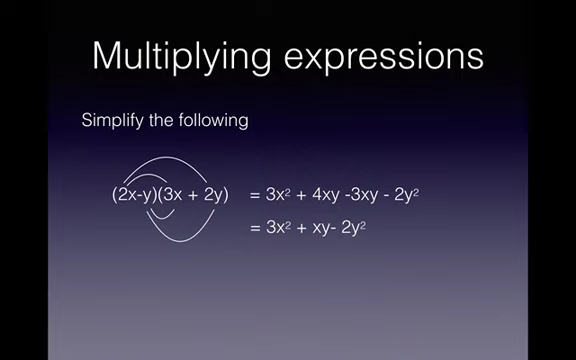 Multiplying expressions
Simplify the following
(2x-y)(3x + 2y) = 3x² + 4xy -3xy - 2y²
= 3x² + xy- 2y²